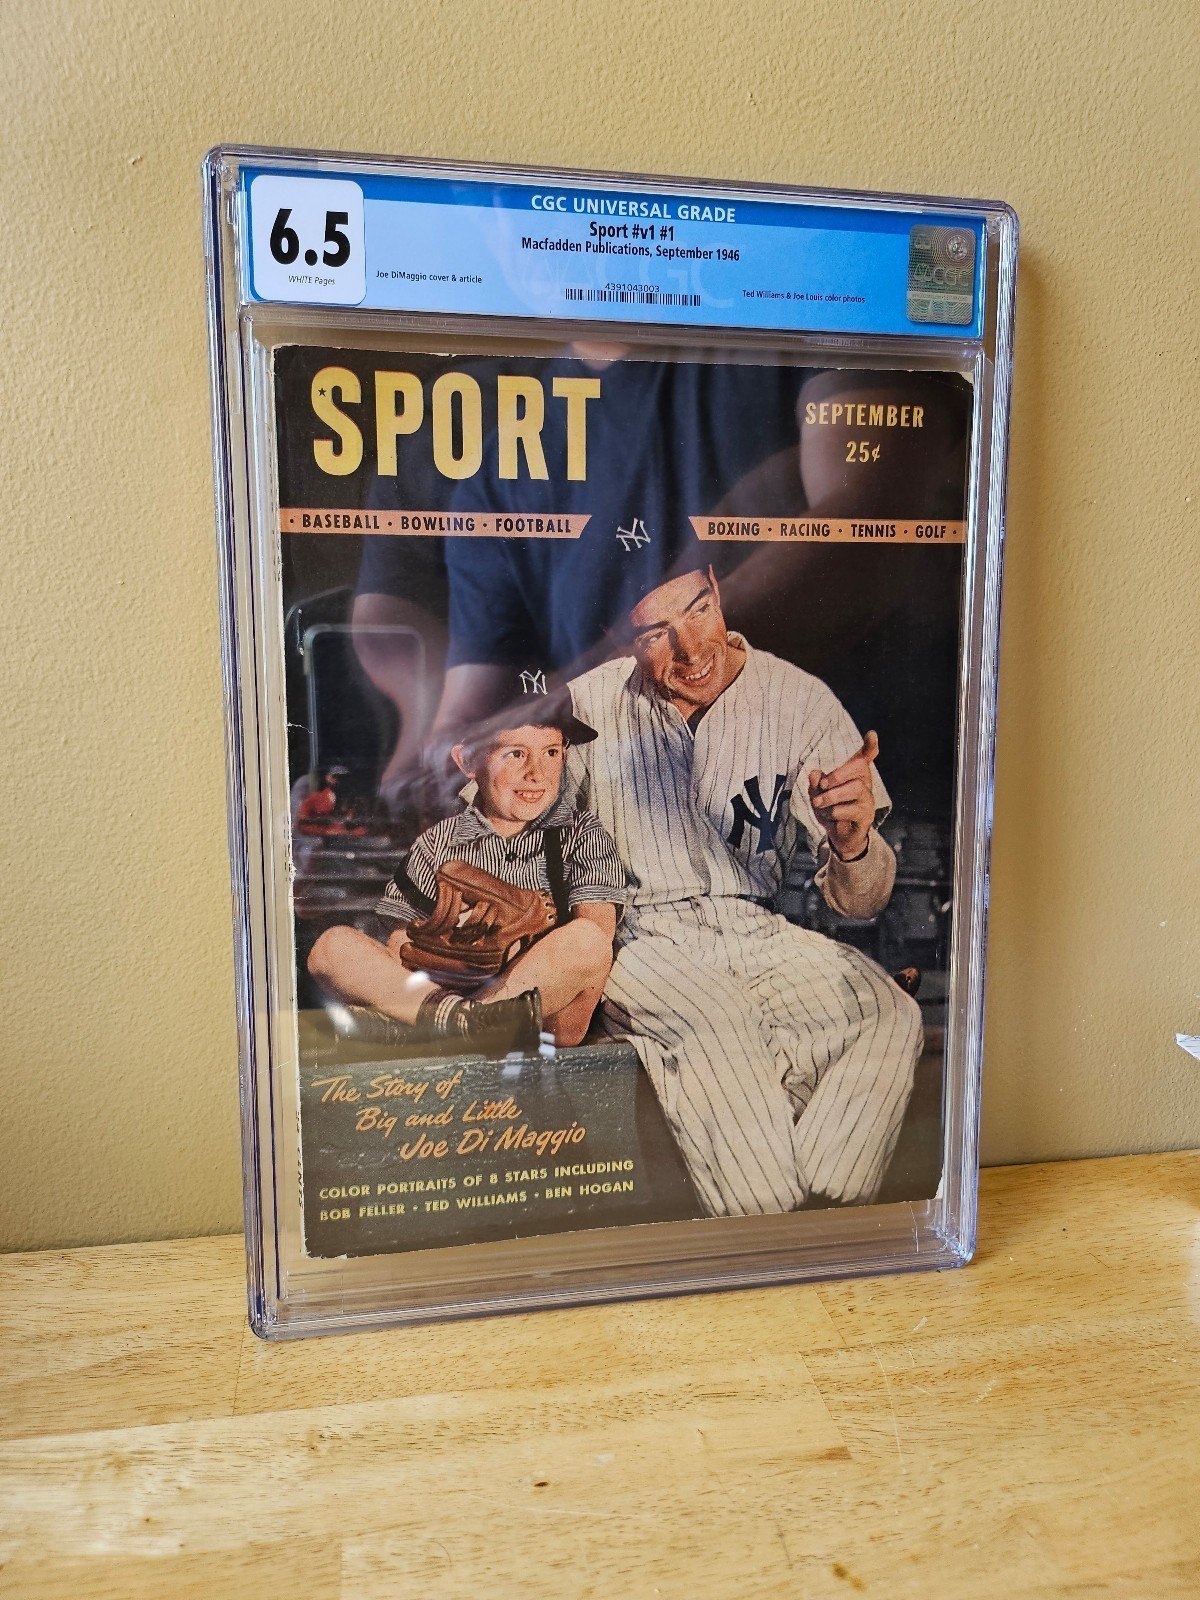 CGC UNIVERSAL GRADE
6.5
WHITE Pages
Sport #v1 #1
Macfadden Publications, September 1946
Joe DiMaggio cover & article
4391043003
Ted Williams & Joe Louis color photos
CGC
SPORT
SEPTEMBER
25¢
· BASEBALL · BOWLING · FOOTBALL
BOXING · RACING · TENNIS · GOLF ·
NY
NY
NY
The Story of
Big and Little
Joe Di Maggio
COLOR PORTRAITS OF 8 STARS INCLUDING
BOB FELLER · TED WILLIAMS · BEN HOGAN